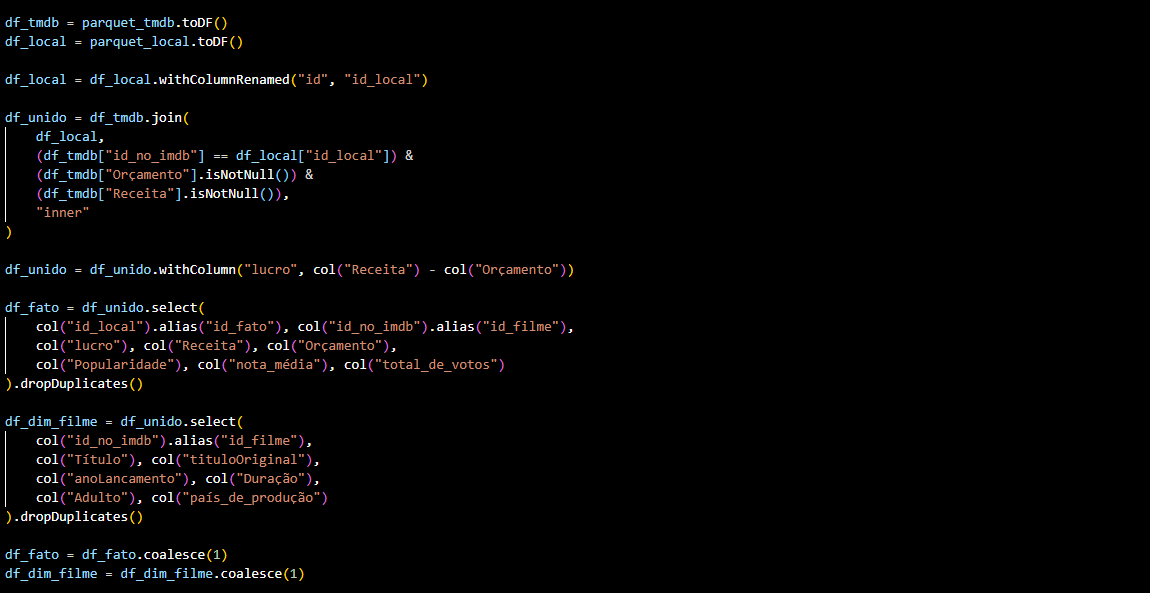 df_tmdb = parquet_tmdb.toDF()
df_local = parquet_local.toDF()
df_local = df_local.withColumnRenamed("id", "id_local")
df_unido = df_tmdb.join(
df_local,
(df_tmdb["id_no_imdb"] == df_local["id_local"]) &
(df_tmdb["Orçamento"].isNotNull()) &
(df_tmdb["Receita"].isNotNull()),
"inner"
)
df_unido = df_unido.withColumn("lucro", col("Receita") - col("Orçamento"))
df_fato = df_unido.select(
col("id_local").alias("id_fato"), col("id_no_imdb").alias("id_filme"),
col("lucro"), col("Receita"), col("Orçamento"),
col("Popularidade"), col("nota_média"), col("total_de_votos")
).dropDuplicates()
df_dim_filme = df_unido.select(
col("id_no_imdb").alias("id_filme"),
col("Título"), col("tituloOriginal"),
col("anoLancamento"), col("Duração"),
col("Adulto"), col("país_de_produção")
).dropDuplicates()
df_fato = df_fato.coalesce(1)
df_dim_filme = df_dim_filme.coalesce(1)